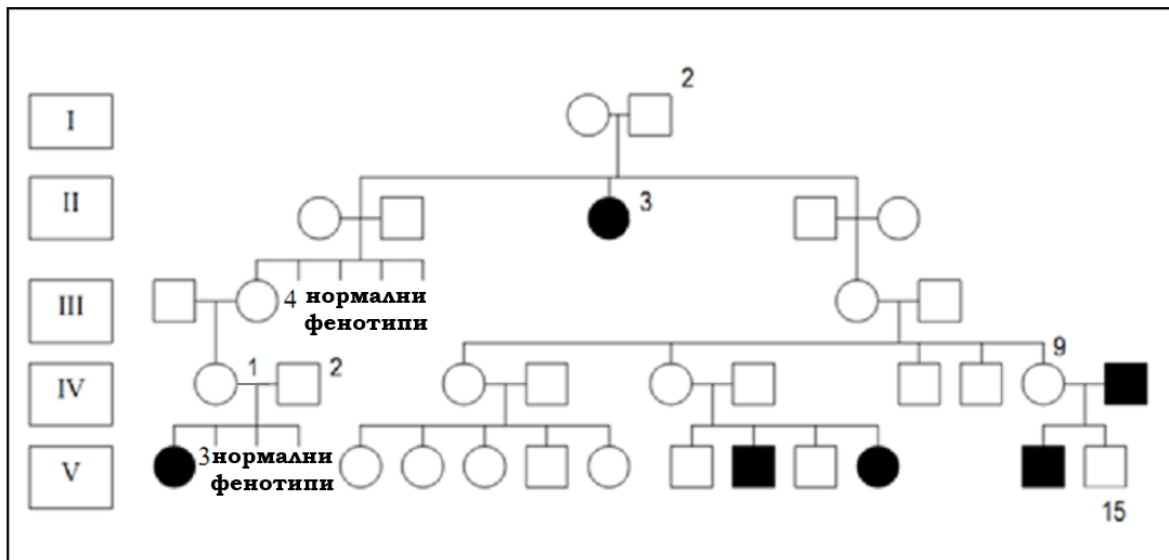 I
2
II
3
III
4 нормални
фенотипи
9
IV
1
2
V
3нормални
фенотипи
15